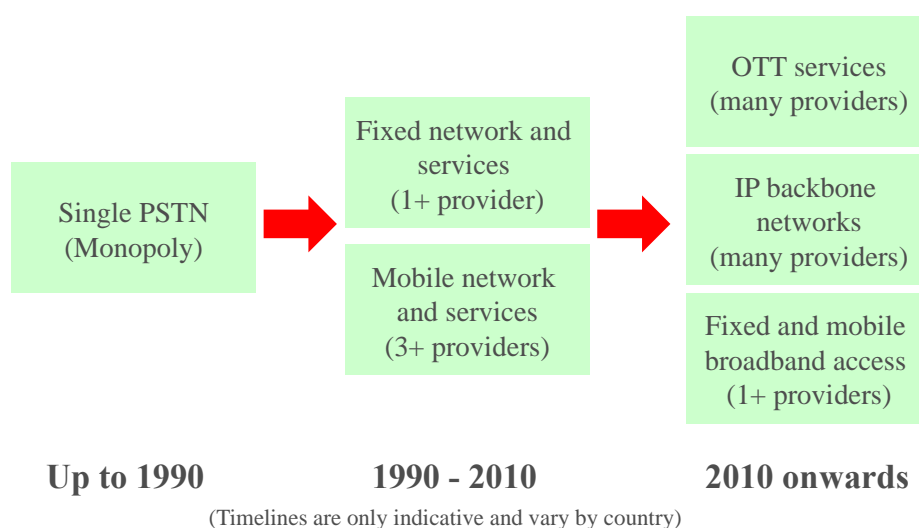 Single PSTN
(Monopoly)
Fixed network and
services
(1+ provider)
Mobile network
and services
(3+ providers)
OTT services
(many providers)
IP backbone
networks
(many providers)
Fixed and mobile
broadband access
(1+ providers)
Up to 1990
1990 - 2010
2010 onwards
(Timelines are only indicative and vary by country)